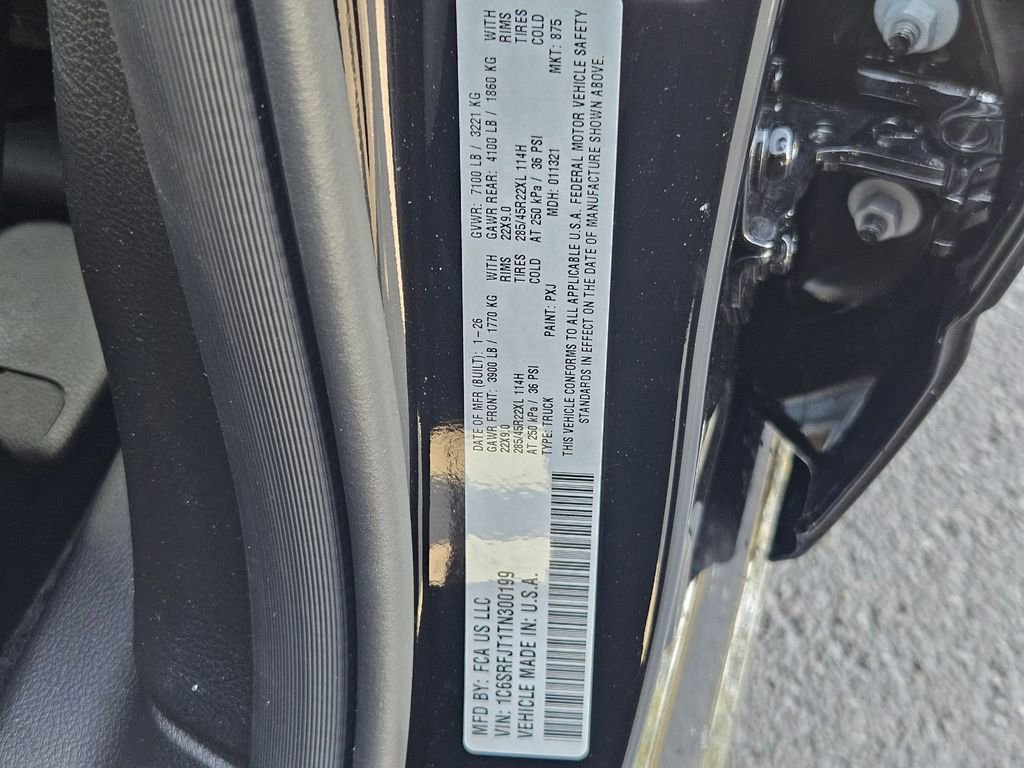 MFD BY: FCA US LLC
DATE OF MFR (BUILT): 1-26
GVWR: 7100 LB / 3221 KG
GAWR FRONT: 3900 LB / 1770 KG WITH
GAWR REAR: 4100 LB / 1860 KG WITH
22X9.0 RIMS
22X9.0 RIMS
285/45R22XL 114H TIRES
285/45R22XL 114H TIRES
AT 250 kPa / 36 PSI COLD
AT 250 kPa / 36 PSI COLD
VIN: 1C6SRFJT1TN300199
TYPE: TRUCK PAINT: PXJ MDH: 011321 MKT: 875
VEHICLE MADE IN: U.S.A.
THIS VEHICLE CONFORMS TO ALL APPLICABLE U.S.A. FEDERAL MOTOR VEHICLE SAFETY
STANDARDS IN EFFECT ON THE DATE OF MANUFACTURE SHOWN ABOVE.